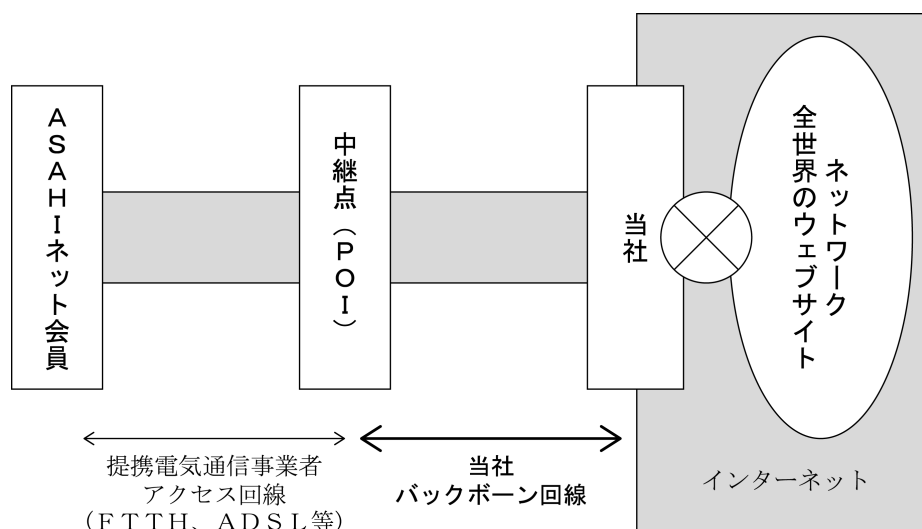 ASAHIネット会員
中継点(POI)
当社
全世界のウェブサイト
ネットワーク
提携電気通信事業者
アクセス回線
(FTTH、ADSL等)
当社
バックボーン回線
インターネット